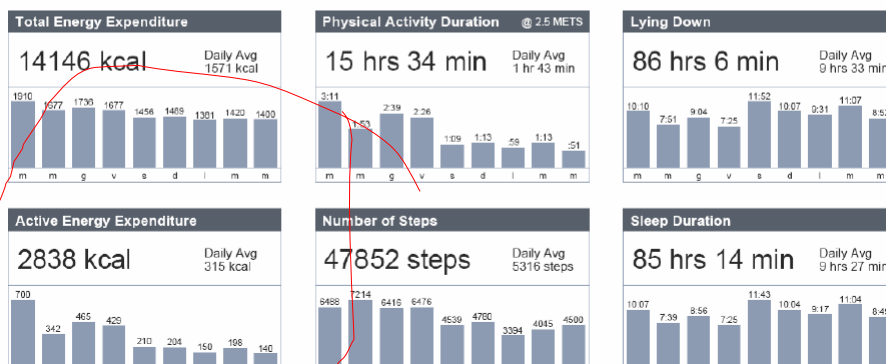 Total Energy Expenditure
14146 kcal
Daily Avg
1571 kcal
1910 1677 1736 1677 1456 1489 1381 1420 1400
m m g v s d l m m
Physical Activity Duration @ 2.5 METS
15 hrs 34 min
Daily Avg
1 hr 43 min
3:11 1:53 2:39 2:26 1:09 1:13 :59 1:13 :51
m m g v s d l m m
Lying Down
86 hrs 6 min
Daily Avg
9 hrs 33 min
10:10 7:51 9:04 7:25 11:52 10:07 9:31 11:07
m m g v s d l m m
Active Energy Expenditure
2838 kcal
Daily Avg
315 kcal
700 342 465 429 210 204 150 198 140
Number of Steps
47852 steps
Daily Avg
5316 steps
6488 7214 6416 6476 4539 4780 3394 4045 4500
Sleep Duration
85 hrs 14 min
Daily Avg
9 hrs 27 min
10:07 7:39 8:56 7:25 11:43 10:04 9:17 11:04